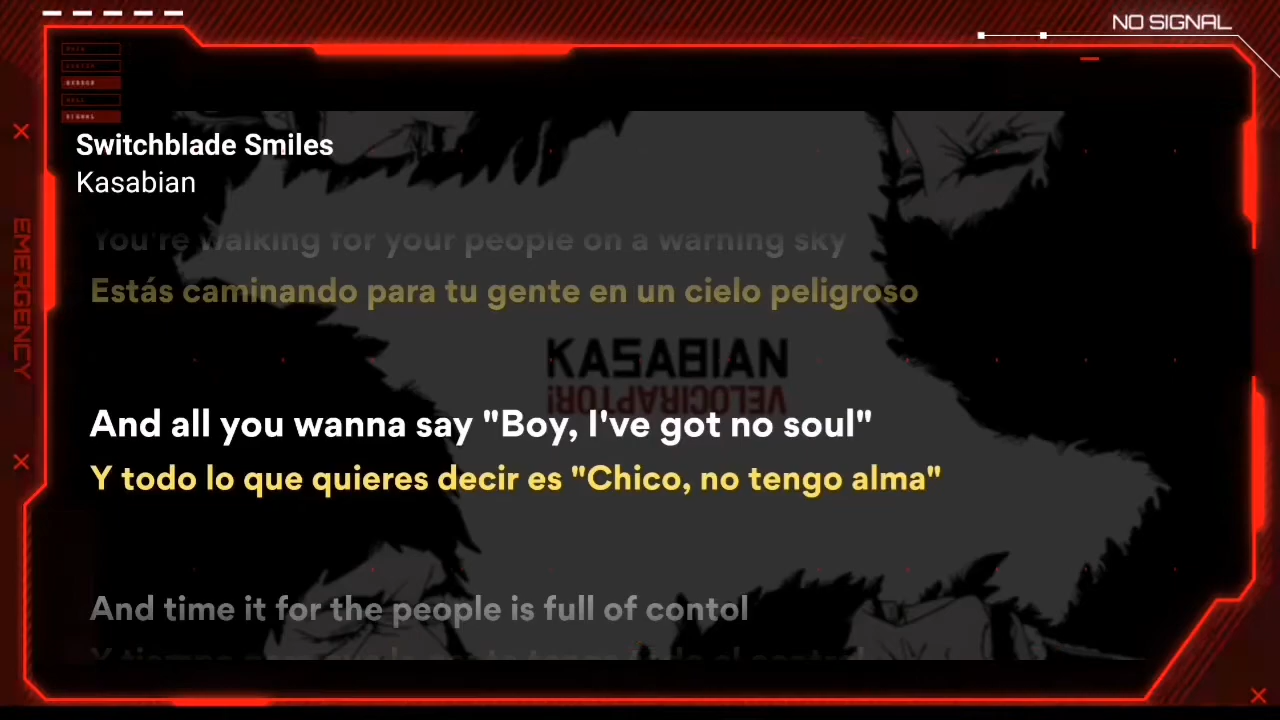 NO SIGNAL
SIGNAL
EMERGENCY
Switchblade Smiles
Kasabian
You're walking for your people on a warning sky
Estás caminando para tu gente en un cielo peligroso
KASABIAN
VELOCIRAPTOR!
And all you wanna say "Boy, I've got no soul"
Y todo lo que quieres decir es "Chico, no tengo alma"
And time it for the people is full of contol